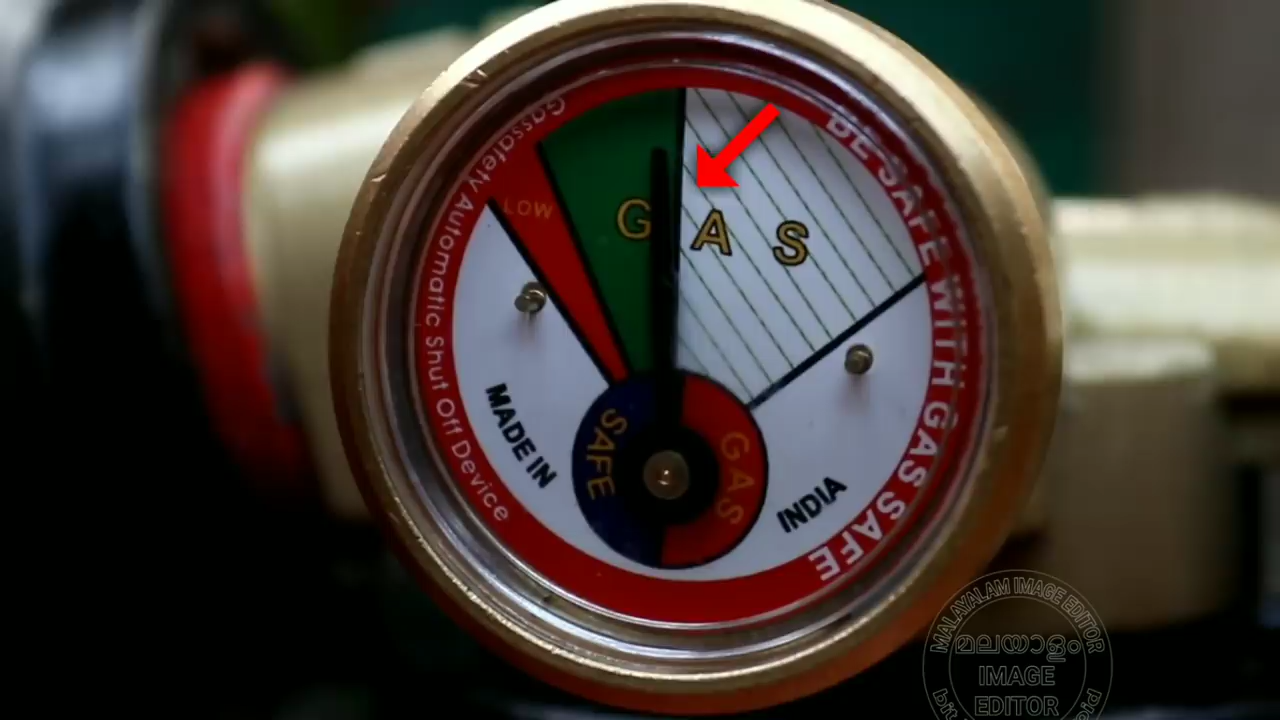 Gassafety Automatic Shut Off Device
BE SAFE WITH GAS SAFE
LOW
G A S
SAFE
GAS
MADE IN
INDIA
MALAYALAM IMAGE EDITOR
മലയാളം
IMAGE
EDITOR